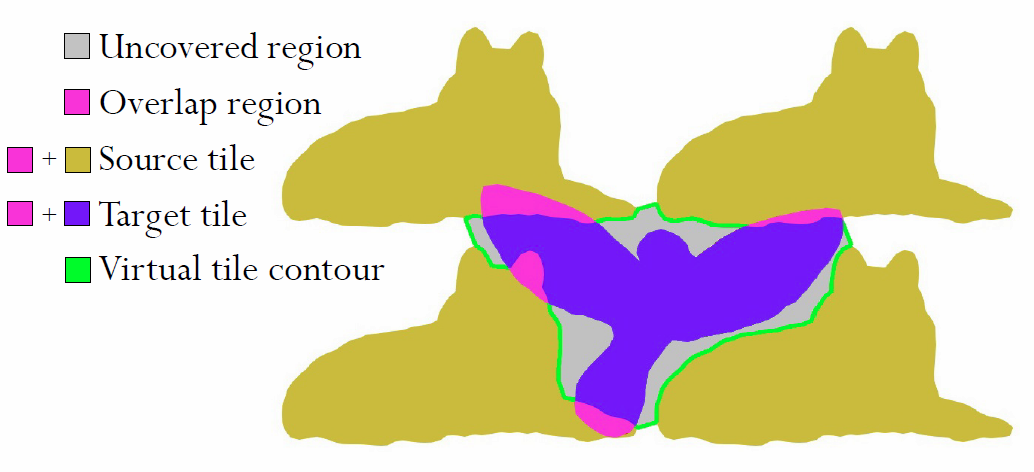 Uncovered region
Overlap region
+ Source tile
+ Target tile
Virtual tile contour